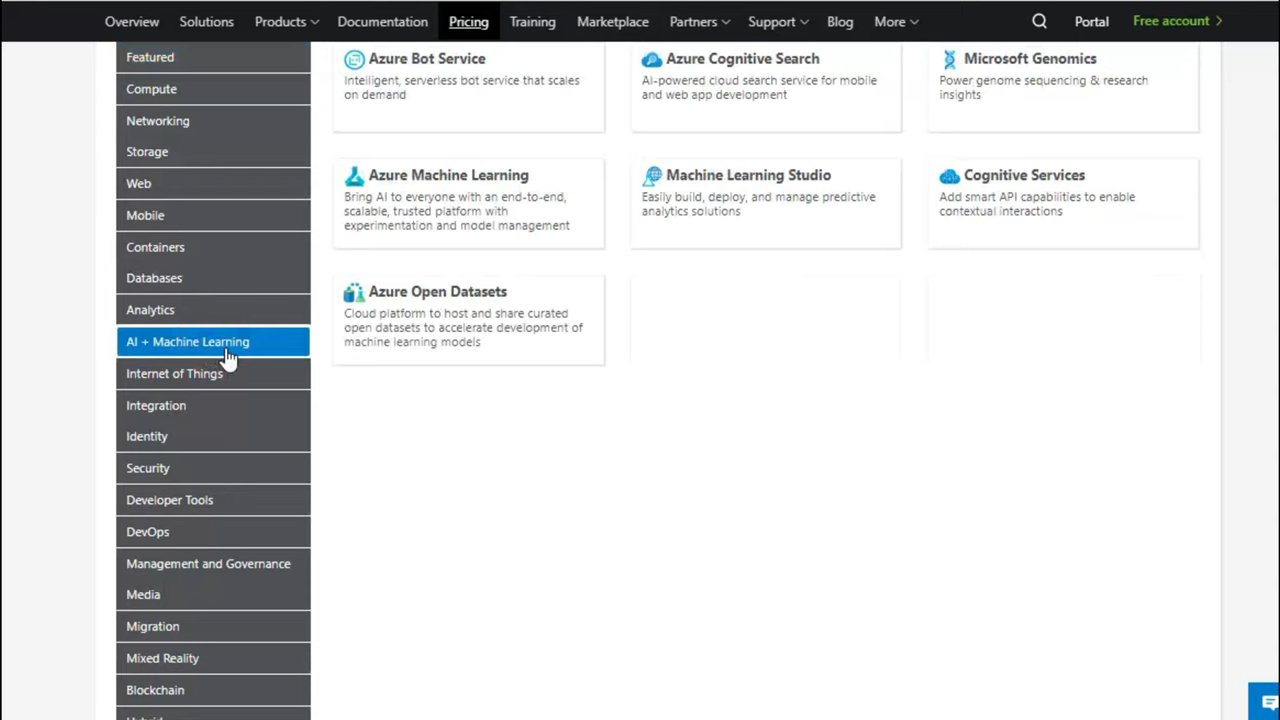 Overview Solutions Products Documentation Pricing Training Marketplace Partners Support Blog More Portal Free account
Featured
Compute
Networking
Storage
Web
Mobile
Containers
Databases
Analytics
AI + Machine Learning
Internet of Things
Integration
Identity
Security
Developer Tools
DevOps
Management and Governance
Media
Migration
Mixed Reality
Blockchain
Hybrid
Azure Bot Service
Intelligent, serverless bot service that scales
on demand
Azure Cognitive Search
AI-powered cloud search service for mobile
and web app development
Microsoft Genomics
Power genome sequencing & research
insights
Azure Machine Learning
Bring AI to everyone with an end-to-end,
scalable, trusted platform with
experimentation and model management
Machine Learning Studio
Easily build, deploy, and manage predictive
analytics solutions
Cognitive Services
Add smart API capabilities to enable
contextual interactions
Azure Open Datasets
Cloud platform to host and share curated
open datasets to accelerate development of
machine learning models